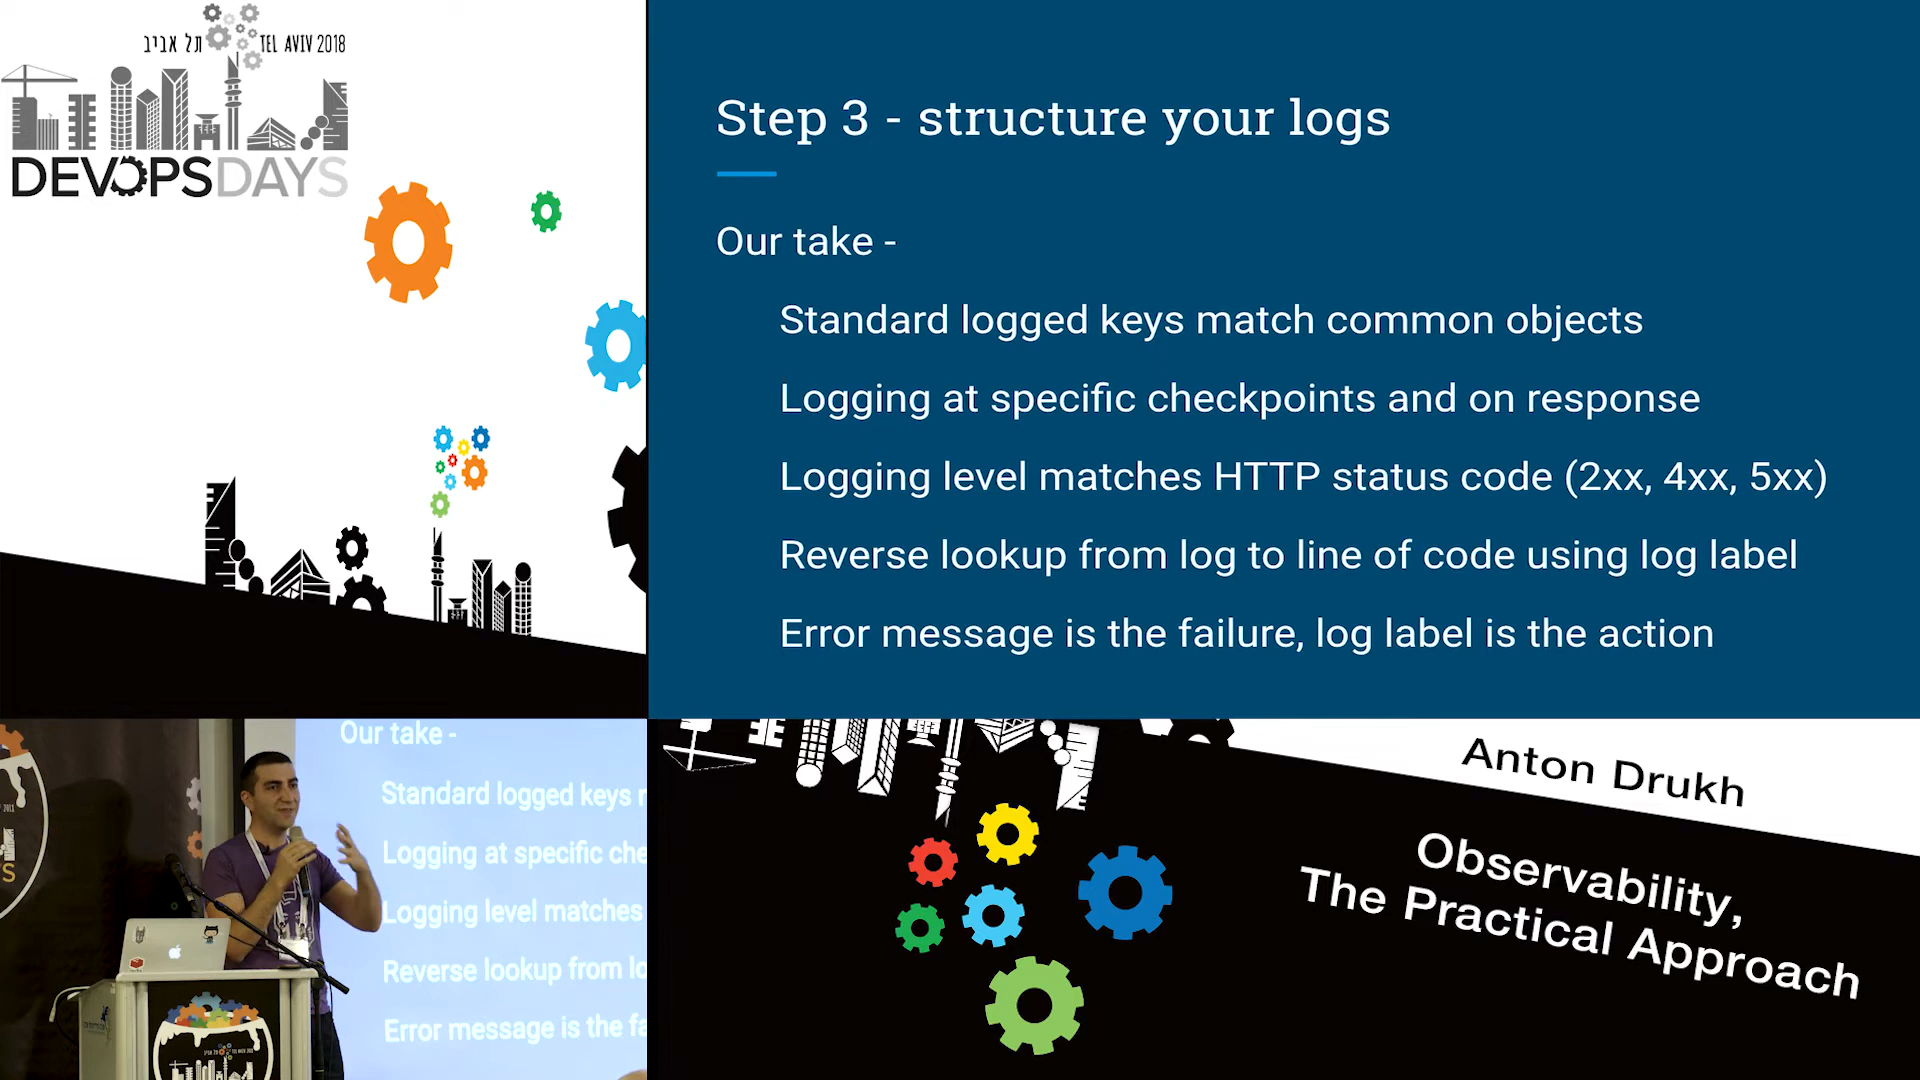 תל אביב TEL AVIV 2018
DEVOPSDAYS
Step 3 - structure your logs
Our take -
Standard logged keys match common objects
Logging at specific checkpoints and on response
Logging level matches HTTP status code (2xx, 4xx, 5xx)
Reverse lookup from log to line of code using log label
Error message is the failure, log label is the action
Our take -
Standard logged keys
Logging at specific che
Logging level matches
Reverse lookup from lo
Error message is the fa
Anton Drukh
Observability,
The Practical Approach